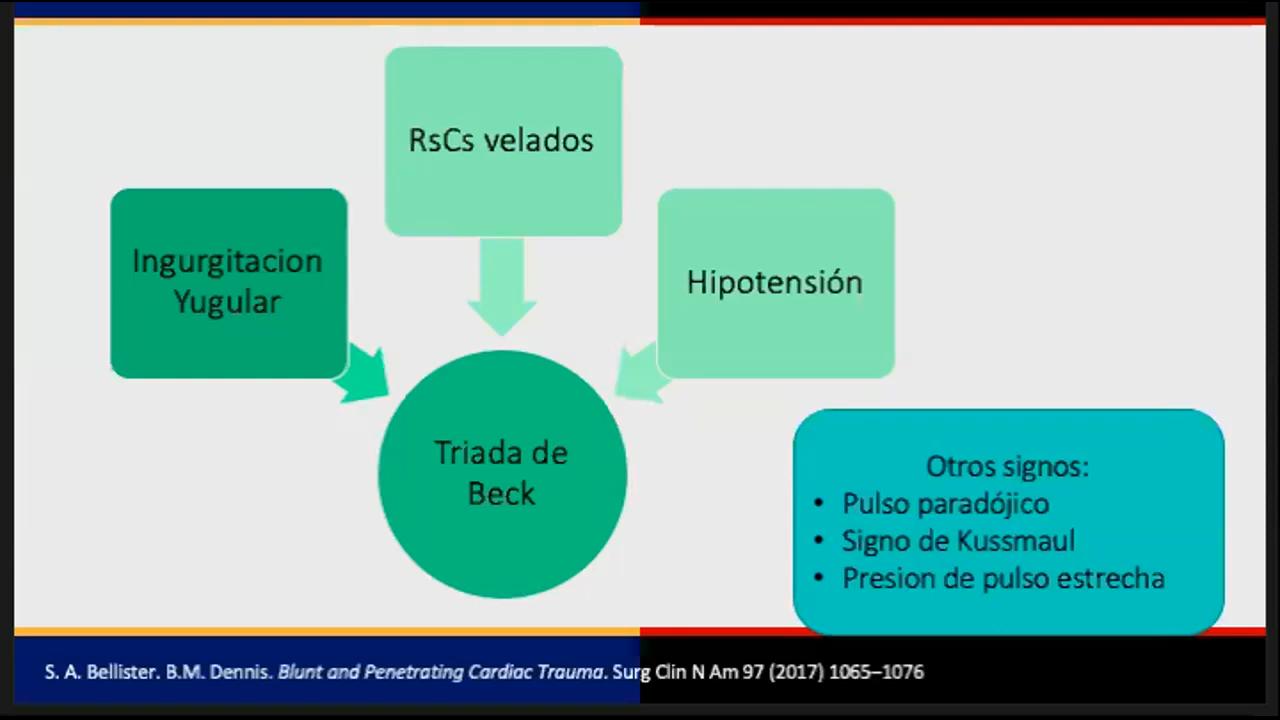 RsCs velados
Ingurgitacion
Yugular
Hipotensión
Triada de
Beck
Otros signos:
• Pulso paradójico
• Signo de Kussmaul
• Presion de pulso estrecha
S. A. Bellister. B.M. Dennis. Blunt and Penetrating Cardiac Trauma. Surg Clin N Am 97 (2017) 1065–1076